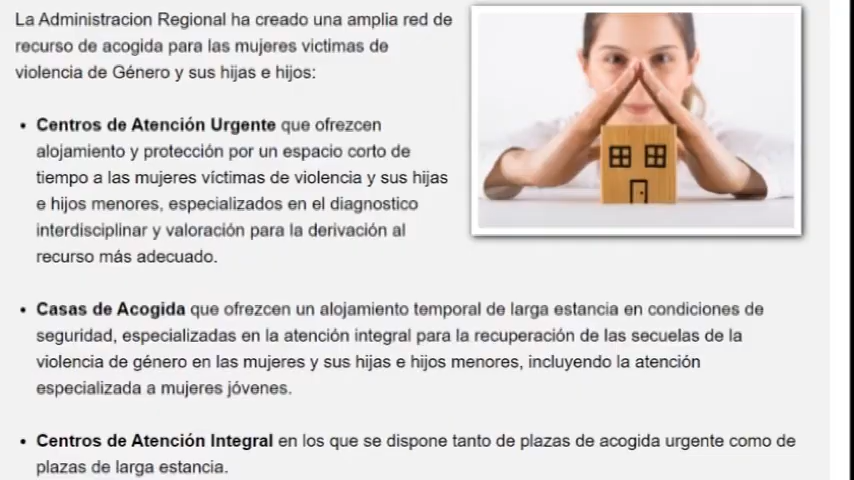 La Administracion Regional ha creado una amplia red de
recurso de acogida para las mujeres victimas de
violencia de Género y sus hijas e hijos:
• Centros de Atención Urgente que ofrezcen
alojamiento y protección por un espacio corto de
tiempo a las mujeres víctimas de violencia y sus hijas
e hijos menores, especializados en el diagnostico
interdisciplinar y valoración para la derivación al
recurso más adecuado.
• Casas de Acogida que ofrezcen un alojamiento temporal de larga estancia en condiciones de
seguridad, especializadas en la atención integral para la recuperación de las secuelas de la
violencia de género en las mujeres y sus hijas e hijos menores, incluyendo la atención
especializada a mujeres jóvenes.
• Centros de Atención Integral en los que se dispone tanto de plazas de acogida urgente como de
plazas de larga estancia.